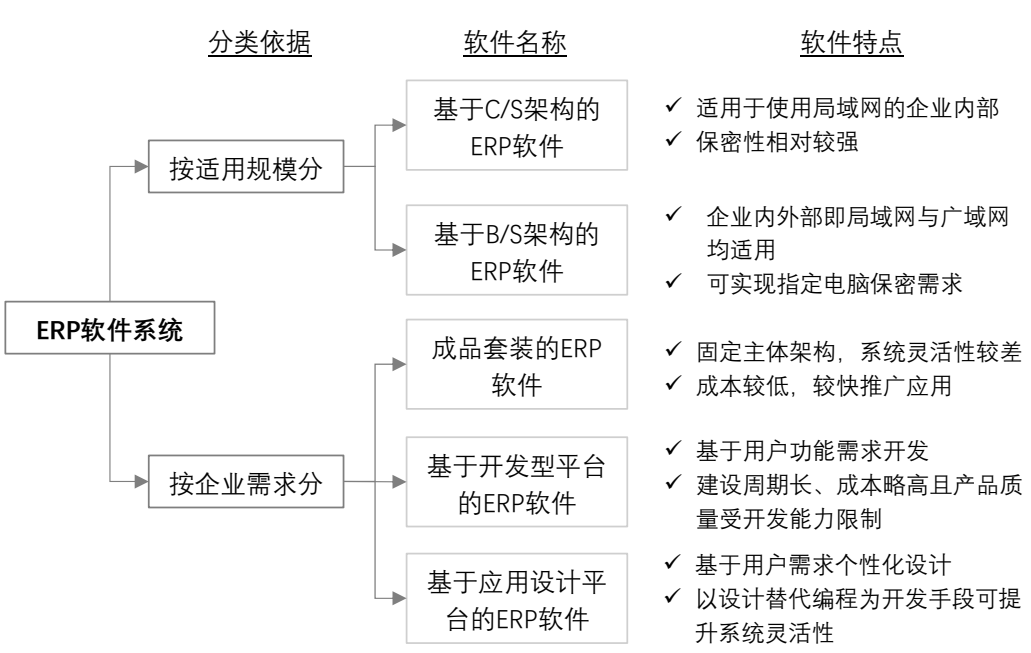 分类依据
软件名称
软件特点
ERP软件系统
按适用规模分
基于C/S架构的
ERP软件
适用于使用局域网的企业内部
保密性相对较强
基于B/S架构的
ERP软件
企业内外部即局域网与广域网
均适用
可实现指定电脑保密需求
按企业需求分
成品套装的ERP
软件
固定主体架构，系统灵活性较差
成本较低，较快推广应用
基于开发型平台
的ERP软件
基于用户功能需求开发
建设周期长、成本略高且产品质
量受开发能力限制
基于应用设计平
台的ERP软件
基于用户需求个性化设计
以设计替代编程为开发手段可提
升系统灵活性